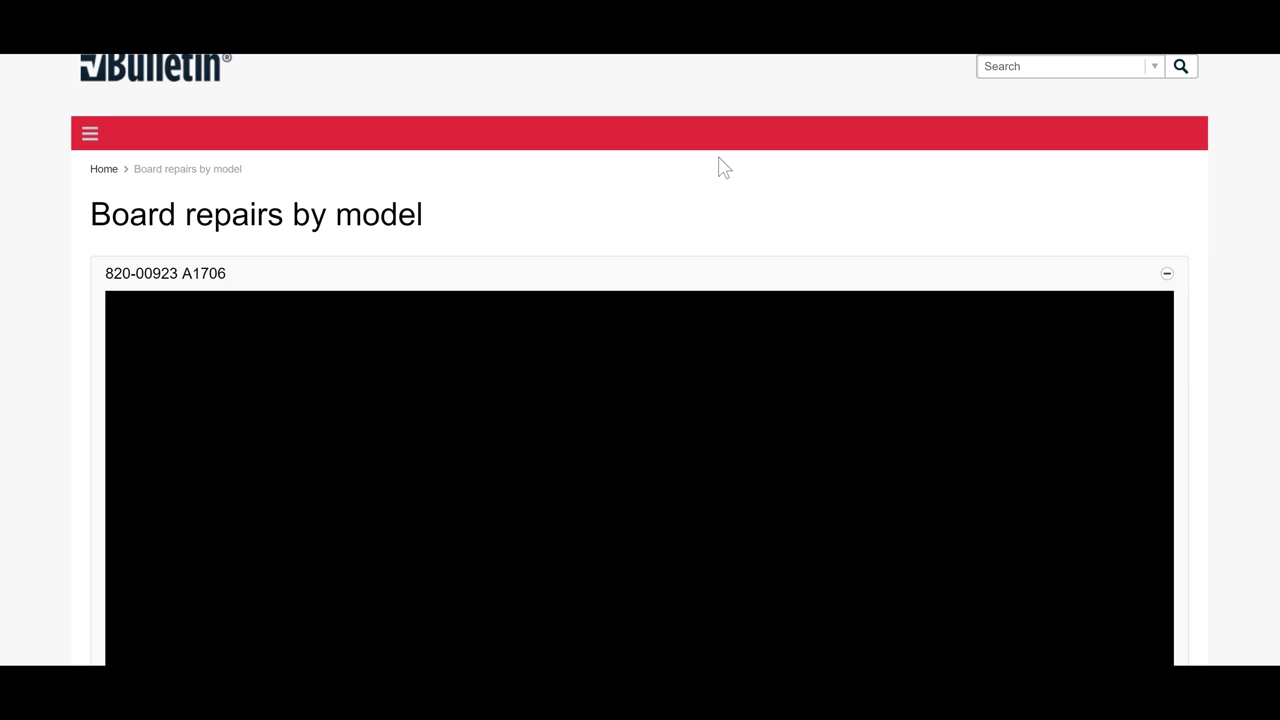 vBulletin®
Search
Home > Board repairs by model
Board repairs by model
820-00923 A1706